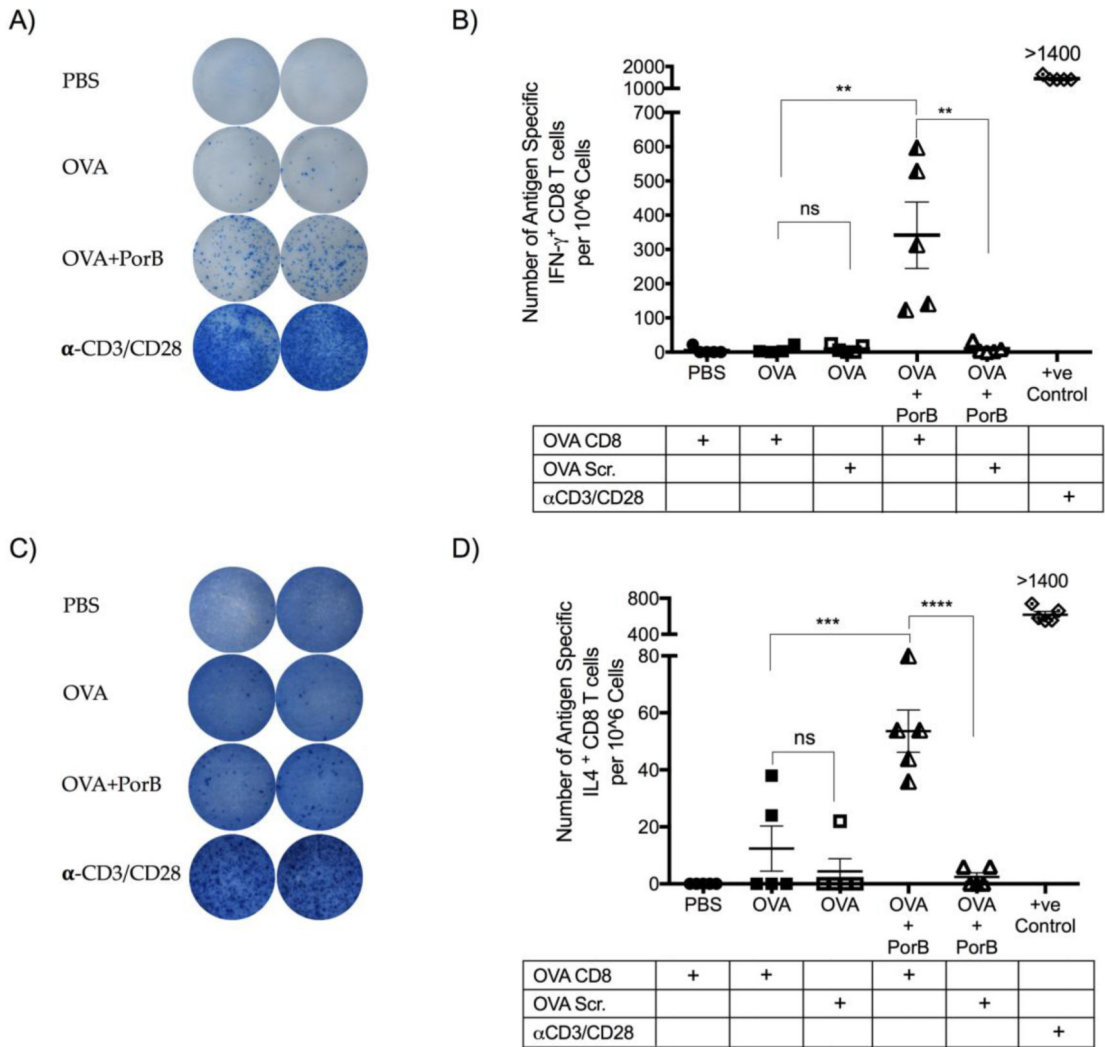 A)
PBS
OVA
OVA+PorB
α-CD3/CD28
B)
Number of Antigen Specific
IFN-γ+ CD8 T cells
per 10^6 Cells
>1400
2000
1000
700
600
500
400
300
200
100
0
**
**
ns
PBS
OVA
OVA
OVA
+
PorB
OVA
+
PorB
+ve
Control
OVA CD8 + + +
OVA Scr. + +
αCD3/CD28 +
C)
PBS
OVA
OVA+PorB
α-CD3/CD28
D)
Number of Antigen Specific
IL4 + CD8 T cells
per 10^6 Cells
>1400
800
400
80
60
40
20
0
***
****
ns
PBS
OVA
OVA
OVA
+
PorB
OVA
+
PorB
+ve
Control
OVA CD8 + + +
OVA Scr. + +
αCD3/CD28 +